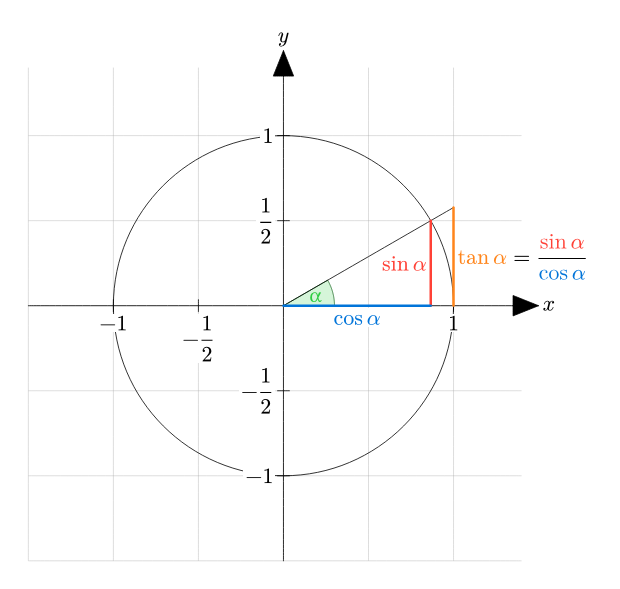 y
1
1/2
sin α
tan α = sin α/cos α
α
x
cos α
−1
−1/2
1
−1/2
−1